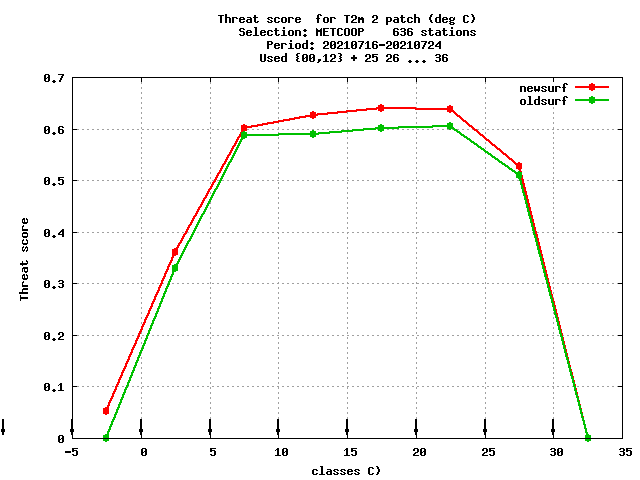 Threat score  for T2m 2 patch (deg C)
Selection: METCOOP    636 stations
Period: 20210716-20210724
Used {00,12} + 25 26 ... 36
newsurf
oldsurf
0.7
0.6
0.5
0.4
0.3
0.2
0.1
0
Threat score
-5 0 5 10 15 20 25 30 35
classes C)